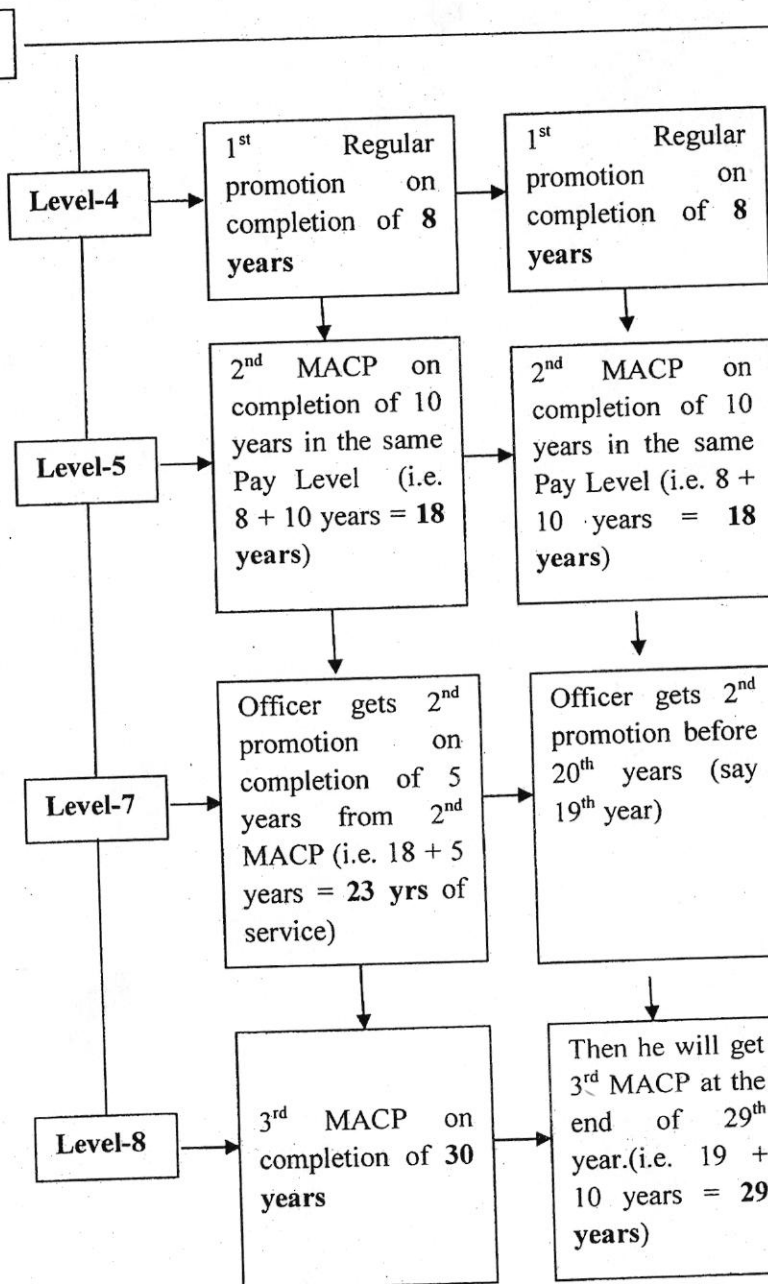 Level-4
1st Regular
promotion on
completion of 8
years
1st Regular
promotion on
completion of 8
years
Level-5
2nd MACP on
completion of 10
years in the same
Pay Level (i.e.
8 + 10 years = 18
years)
2nd MACP on
completion of 10
years in the same
Pay Level (i.e. 8 +
10 years = 18
years)
Level-7
Officer gets 2nd
promotion on
completion of 5
years from 2nd
MACP (i.e. 18 + 5
years = 23 yrs of
service)
Officer gets 2nd
promotion before
20th years (say
19th year)
Level-8
3rd MACP on
completion of 30
years
Then he will get
3rd MACP at the
end of 29th
year.(i.e. 19 +
10 years = 29
years)